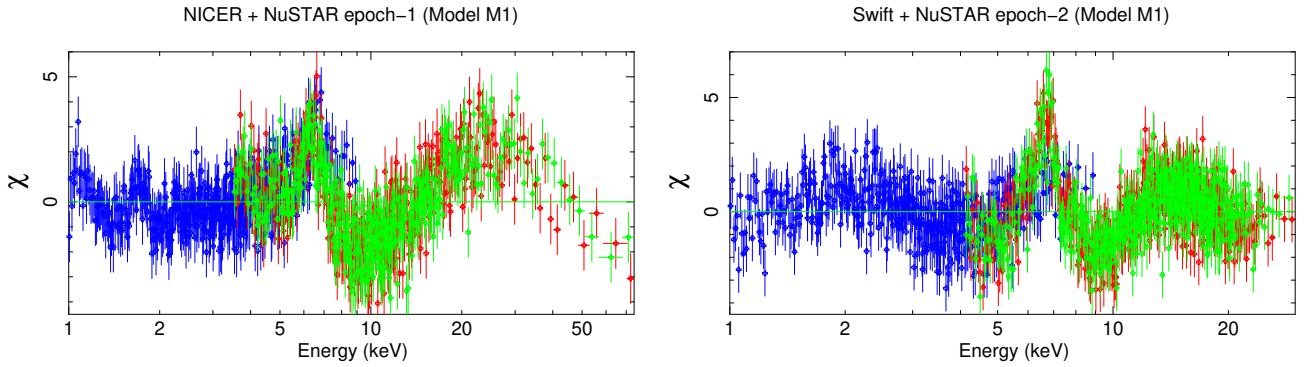 NICER + NuSTAR epoch-1 (Model M1)
χ
5
0
1 2 5 10 20 50
Energy (keV)
Swift + NuSTAR epoch-2 (Model M1)
χ
5
0
1 2 5 10 20
Energy (keV)